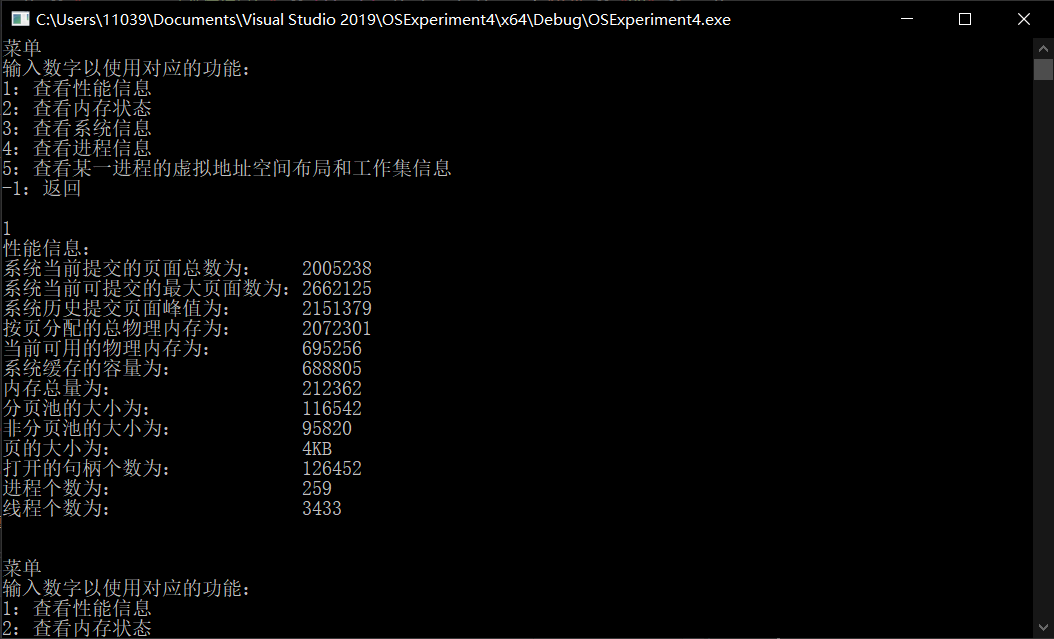 C:\Users\11039\Documents\Visual Studio 2019\OSExperiment4\x64\Debug\OSExperiment4.exe
菜单
输入数字以使用对应的功能：
1：查看性能信息
2：查看内存状态
3：查看系统信息
4：查看进程信息
5：查看某一进程的虚拟地址空间布局和工作集信息
-1：返回
1
性能信息：
系统当前提交的页面总数为： 2005238
系统当前可提交的最大页面数为：2662125
系统历史提交页面峰值为： 2151379
按页分配的总物理内存为： 2072301
当前可用的物理内存为： 695256
系统缓存的容量为： 688805
内存总量为： 212362
分页池的大小为： 116542
非分页池的大小为： 95820
页的大小为： 4KB
打开的句柄个数为： 126452
进程个数为： 259
线程个数为： 3433
菜单
输入数字以使用对应的功能：
1：查看性能信息
2：查看内存状态